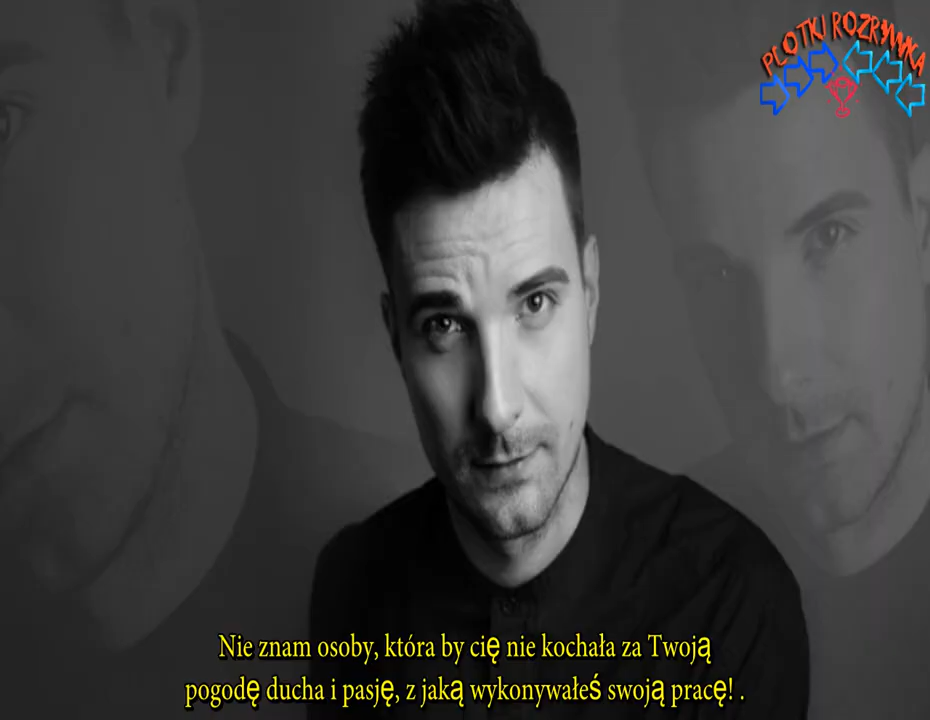 PLOTKI ROZRYWKA
Nie znam osoby, która by cię nie kochała za Twoją
pogodę ducha i pasję, z jaką wykonywałeś swoją pracę! .